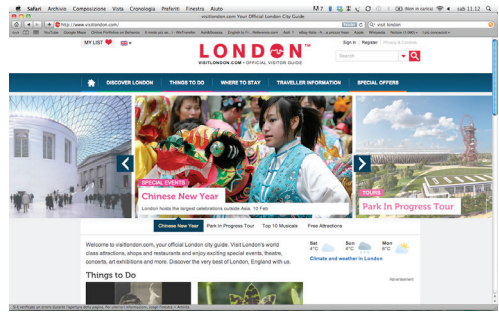 Safari Archivio Composizione Vista Cronologia Preferiti Finestra Aiuto
sab 11.12
visitlondon.com Your Official London City Guide
http://www.visitlondon.com/
visit london
MY LIST
Sign In Register Privacy & Cookies
LONDON™
VISITLONDON.COM • OFFICIAL VISITOR GUIDE
Search
DISCOVER LONDON THINGS TO DO WHERE TO STAY TRAVELLER INFORMATION SPECIAL OFFERS
SPECIAL EVENTS
Chinese New Year
London hosts the largest celebrations outside Asia. 10 Feb
TOURS
Park In Progress Tour
Chinese New Year Park In Progress Tour Top 10 Musicals Free Attractions
Welcome to visitlondon.com, your official London city guide. Visit London's world
class attractions, shops and restaurants and enjoy exciting special events, theatre,
concerts, art exhibitions and more. Discover the very best of London, England with us.
Sat Sun Mon
4°C 4°C 6°C
Climate and weather in London
Things to Do
Advertisement